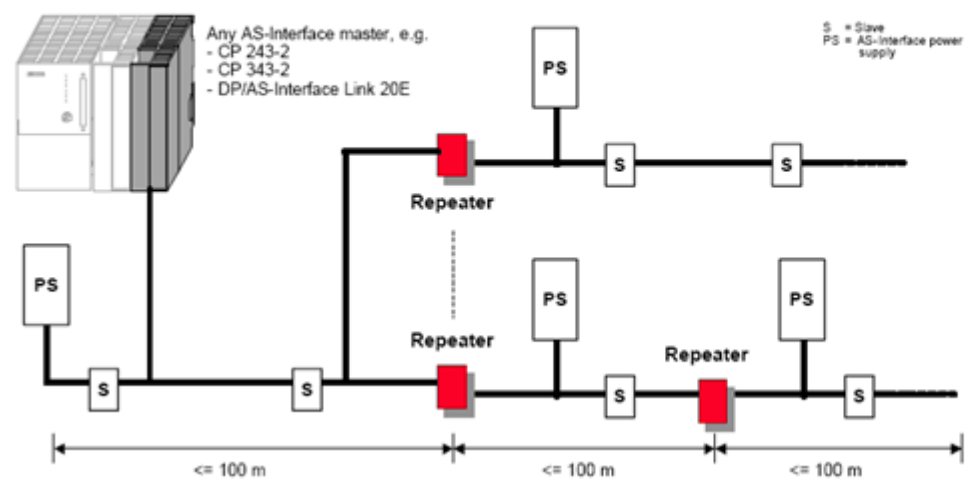 Any AS-Interface master, e.g.
- CP 243-2
- CP 343-2
- DP/AS-Interface Link 20E
S = Slave
PS = AS-Interface power
supply
PS
S
S
Repeater
PS
Repeater
PS
Repeater
PS
S
S
S
S
<= 100 m
<= 100 m
<= 100 m